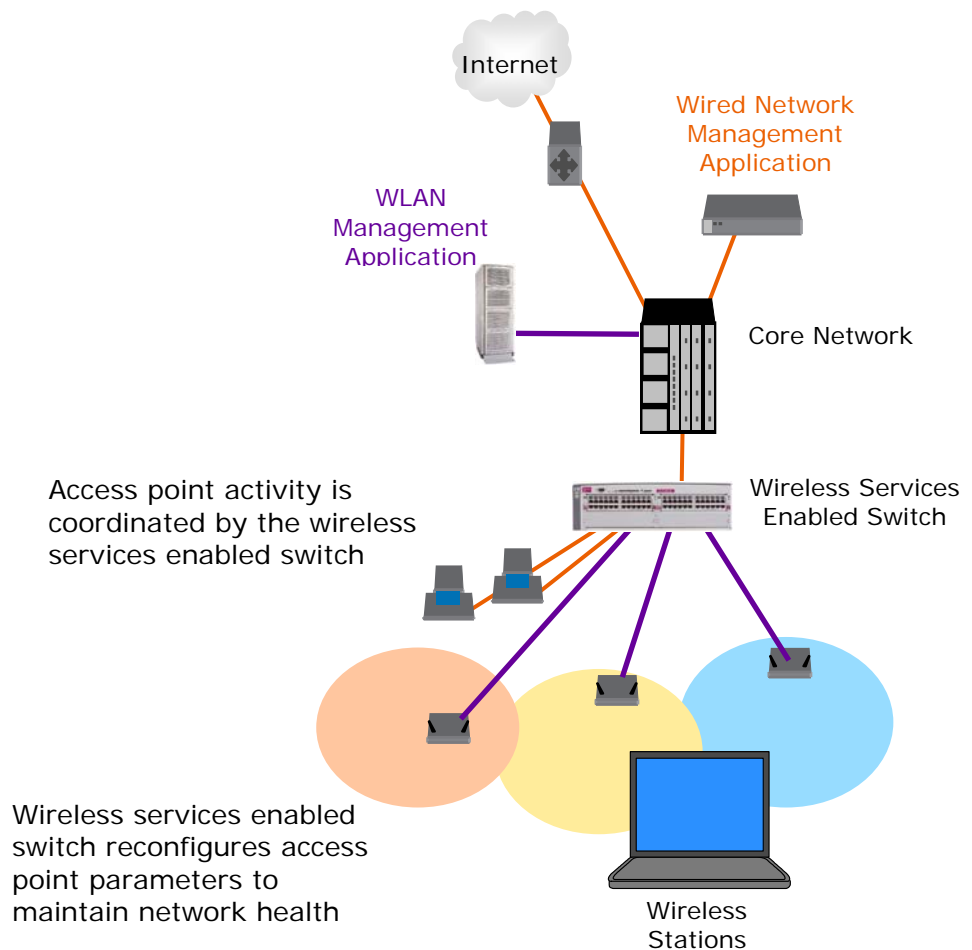 Internet
Wired Network
Management
Application
WLAN
Management
Application
Core Network
Wireless Services
Enabled Switch
Access point activity is
coordinated by the wireless
services enabled switch
Wireless services enabled
switch reconfigures access
point parameters to
maintain network health
Wireless
Stations